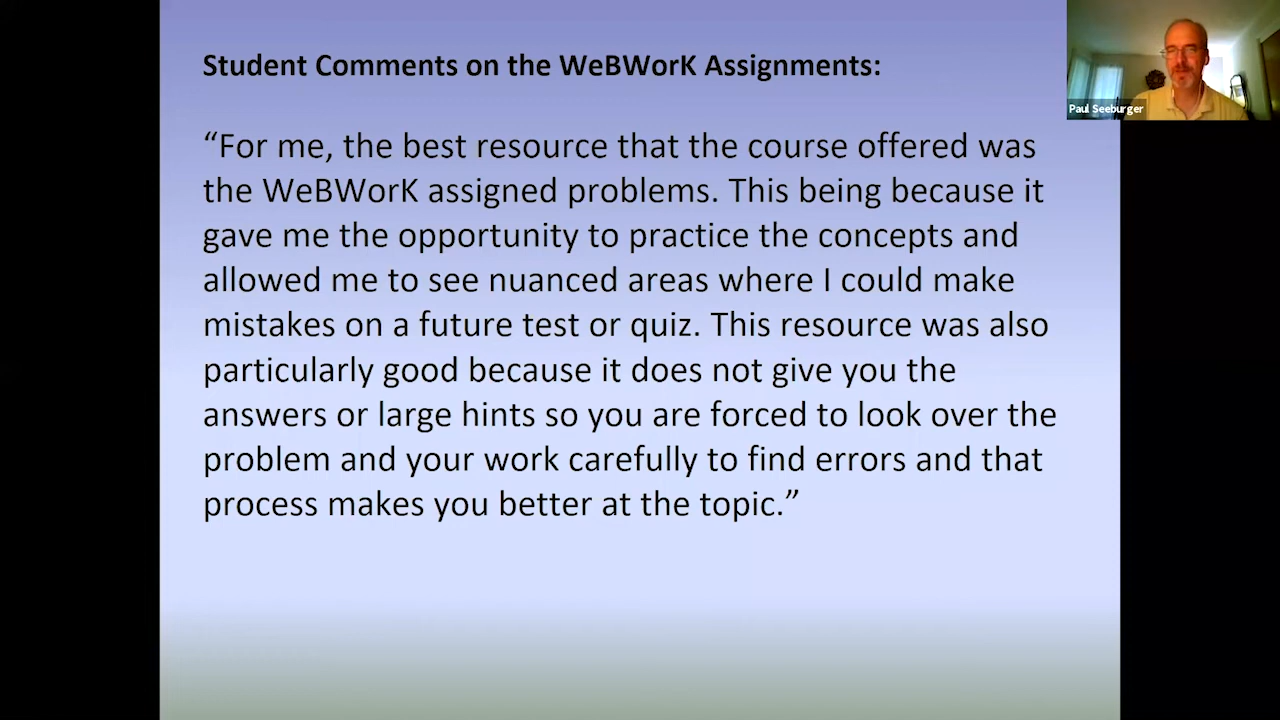 Student Comments on the WeBWorK Assignments:
“For me, the best resource that the course offered was
the WeBWorK assigned problems. This being because it
gave me the opportunity to practice the concepts and
allowed me to see nuanced areas where I could make
mistakes on a future test or quiz. This resource was also
particularly good because it does not give you the
answers or large hints so you are forced to look over the
problem and your work carefully to find errors and that
process makes you better at the topic.”
Paul Seeburger